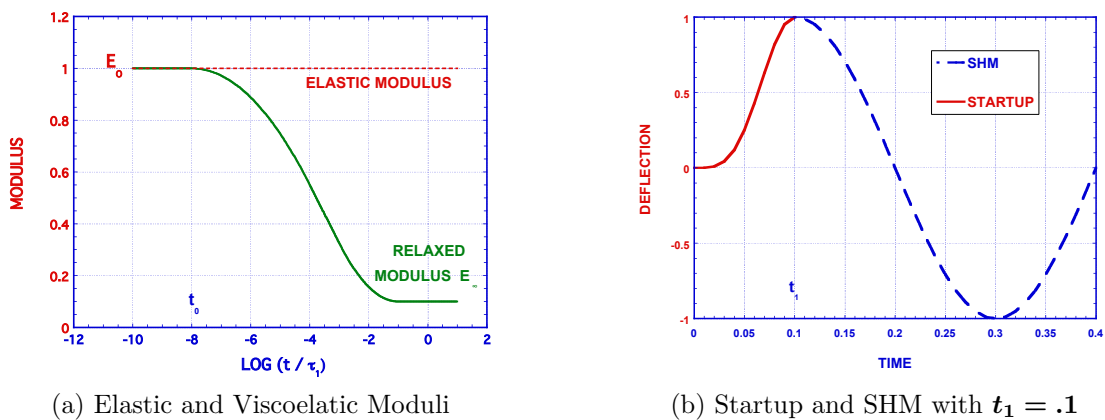 1.2
1
0.8
0.6
0.4
0.2
0
MODULUS
E
o
ELASTIC MODULUS
RELAXED
MODULUS E∞
t₀
-12 -10 -8 -6 -4 -2 0 2
LOG (t / τ₁)
(a) Elastic and Viscoelatic Moduli
1
0.5
0
-0.5
-1
DEFLECTION
SHM
STARTUP
t₁
0 0.05 0.1 0.15 0.2 0.25 0.3 0.35 0.4
TIME
(b) Startup and SHM with t₁ = .1